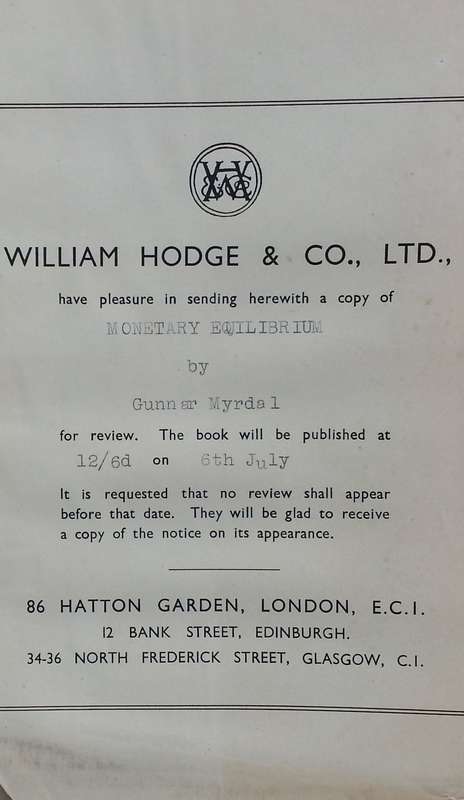 WILLIAM HODGE & CO., LTD.,
have pleasure in sending herewith a copy of
MONETARY EQILIBRIUM
by
Gunnar Myrdal
for review. The book will be published at
12/6d on 6th July
It is requested that no review shall appear
before that date. They will be glad to receive
a copy of the notice on its appearance.
86 HATTON GARDEN, LONDON, E.C.1.
12 BANK STREET, EDINBURGH.
34-36 NORTH FREDERICK STREET, GLASGOW, C.1.